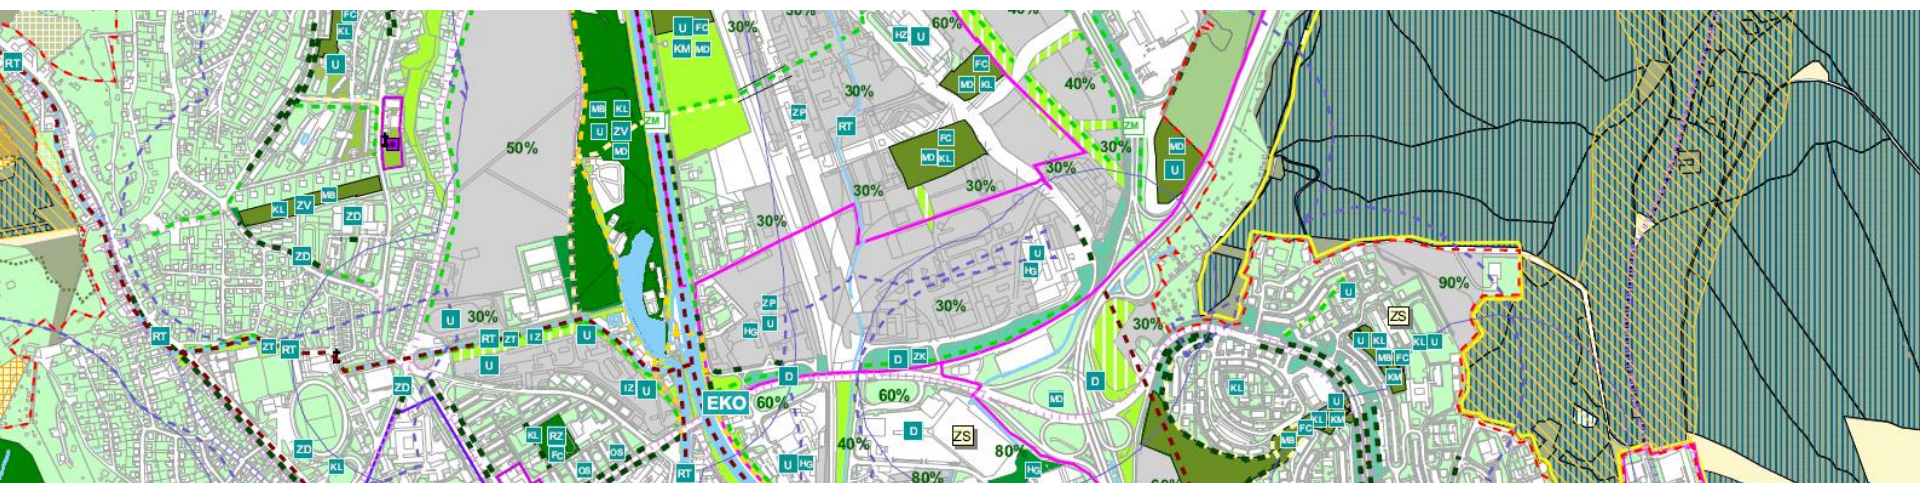 FC
KL
U
RT
U FC
KM MD
30%
30%
60%
40%
HZ U
FC
MD KL
40%
MB KL
U ZV
MD
ZM
ZP
30%
RT
ZM
50%
FC
MD KL
30%
30%
30%
30%
MD
U
KL ZV MB
ZD
30%
ZD
U
HG
90%
ZP
U
HG
30%
U
30%
RT ZT IZ
U
RT
ZT RT
U
30%
U
ZS
U KL
KL U
MB FC
KM
D ZK
D
D
ZD
IZ U
EKO
60%
60%
MD
KL
U
KL KM
FC
MB
D
ZS
KL RZ
FC
OS
OS
ZD
KL
40%
80%
U HG
HG
RT
80%
60%